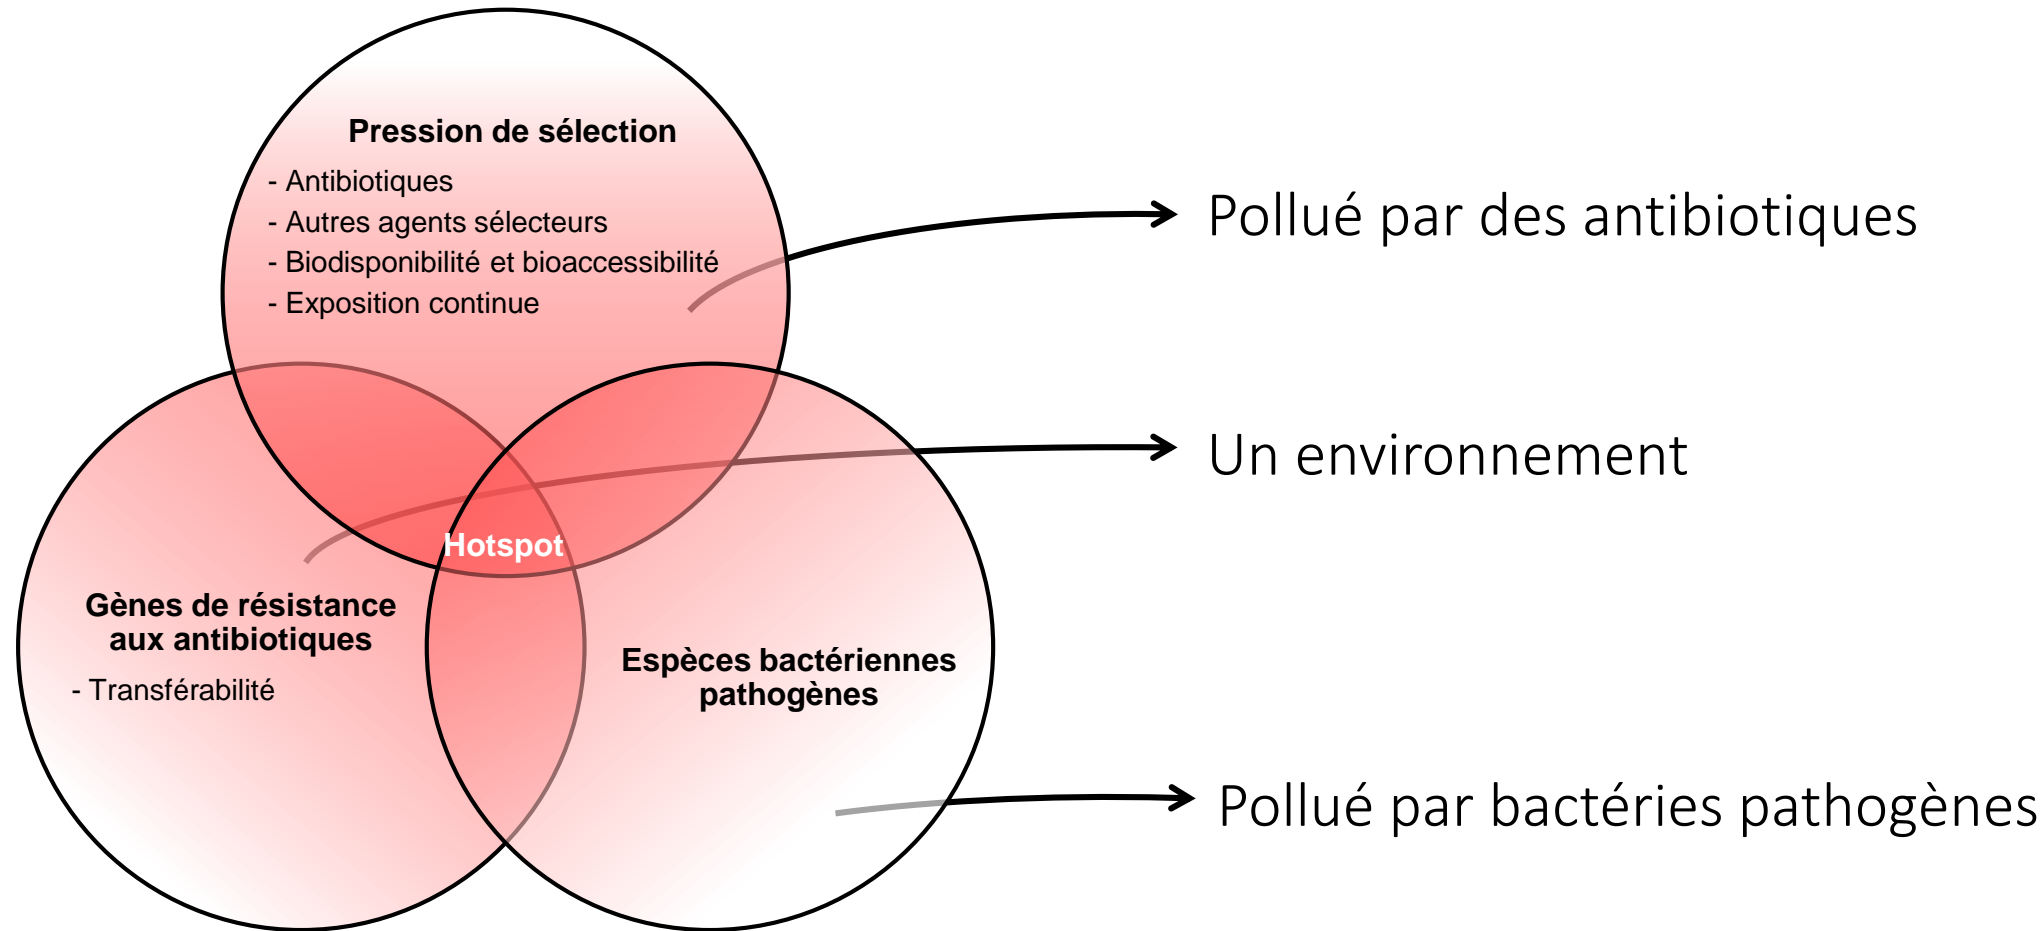 Pression de sélection
- Antibiotiques
- Autres agents sélecteurs
- Biodisponibilité et bioaccessibilité
- Exposition continue
Pollué par des antibiotiques
Un environnement
Hotspot
Gènes de résistance
aux antibiotiques
- Transférabilité
Espèces bactériennes
pathogènes
Pollué par bactéries pathogènes